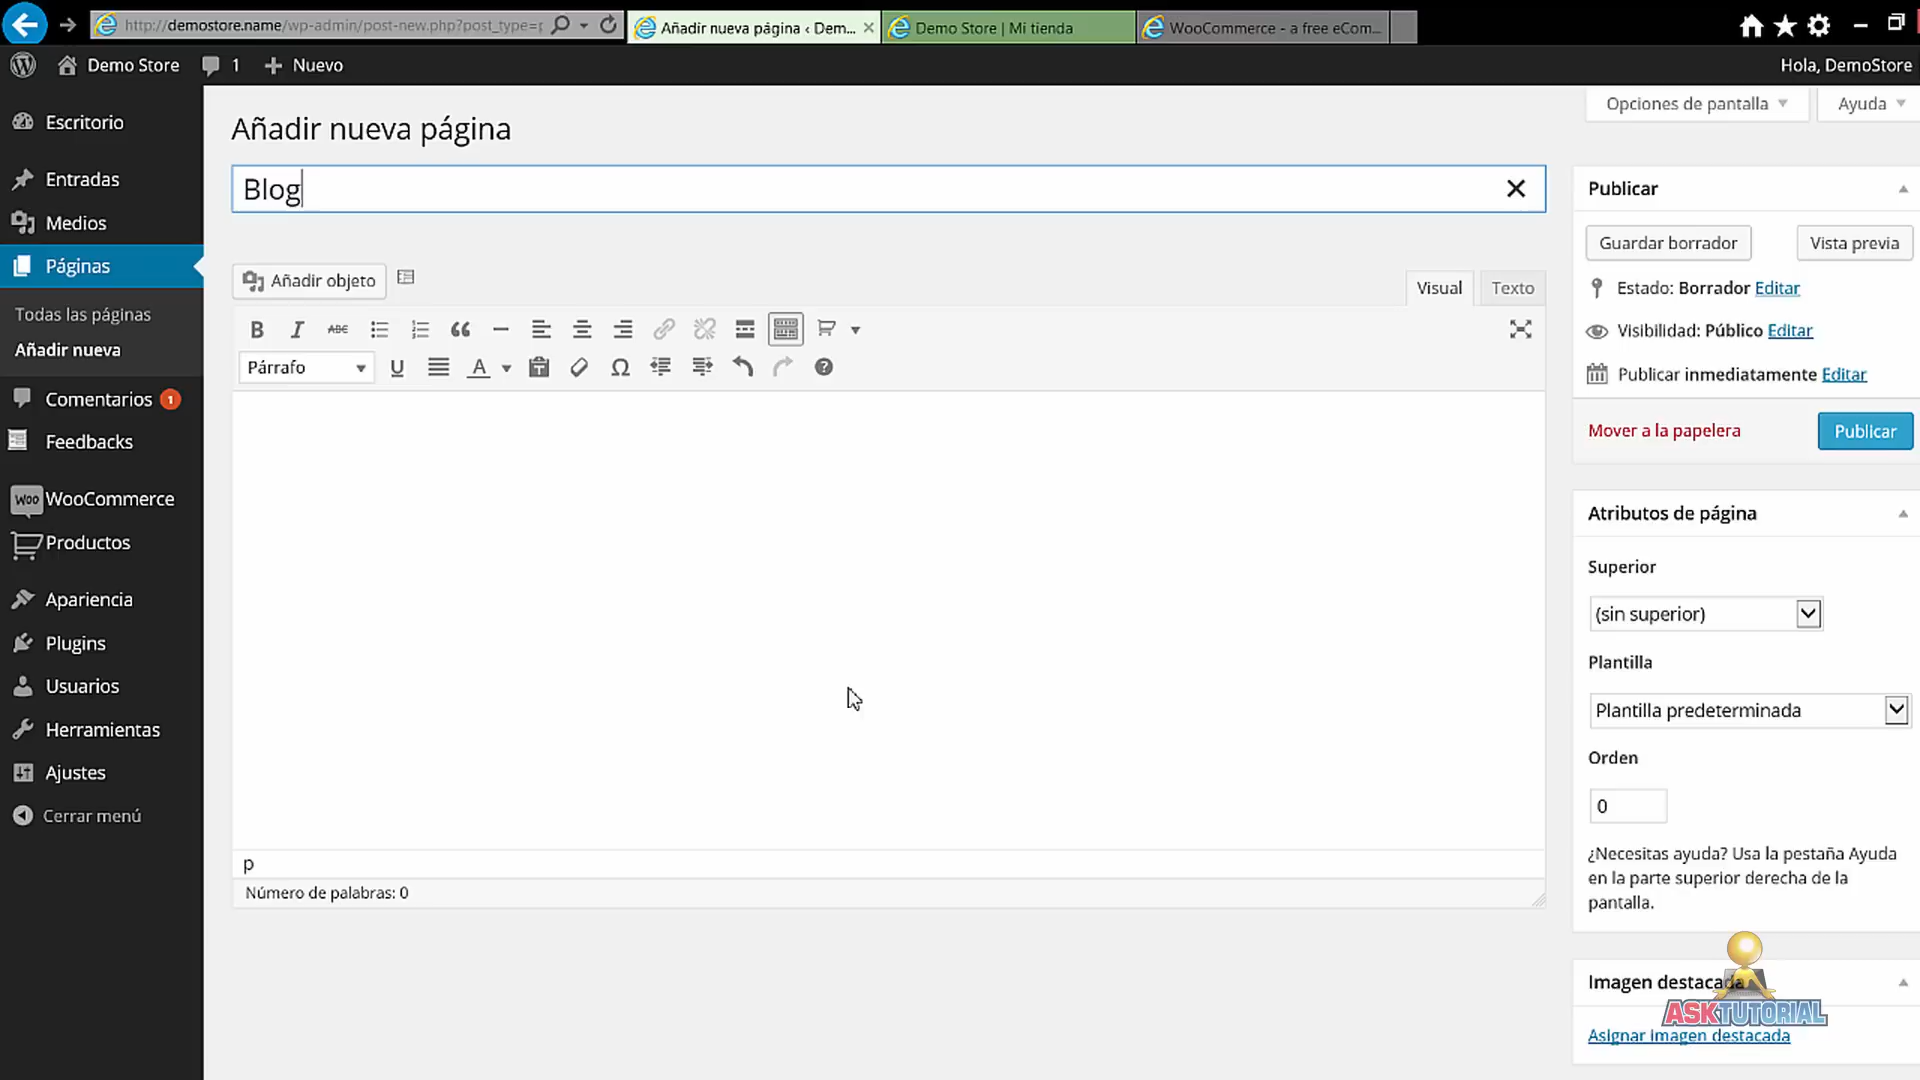 http://demostore.name/wp-admin/post-new.php?post_type=p
Añadir nueva página ‹ Dem...
Demo Store | Mi tienda
WooCommerce - a free eCom...
Demo Store
1
Nuevo
Hola, DemoStore
Opciones de pantalla
Ayuda
Escritorio
Entradas
Medios
Páginas
Todas las páginas
Añadir nueva
Comentarios 1
Feedbacks
Woo WooCommerce
Productos
Apariencia
Plugins
Usuarios
Herramientas
Ajustes
Cerrar menú
Añadir nueva página
Blog
Añadir objeto
Visual
Texto
B I ABC
Párrafo
U A Ω
p
Número de palabras: 0
Publicar
Guardar borrador
Vista previa
Estado: Borrador Editar
Visibilidad: Público Editar
Publicar inmediatamente Editar
Mover a la papelera
Publicar
Atributos de página
Superior
(sin superior)
Plantilla
Plantilla predeterminada
Orden
0
¿Necesitas ayuda? Usa la pestaña Ayuda
en la parte superior derecha de la
pantalla.
Imagen destacada
ASKTUTORIAL
Asignar imagen destacada